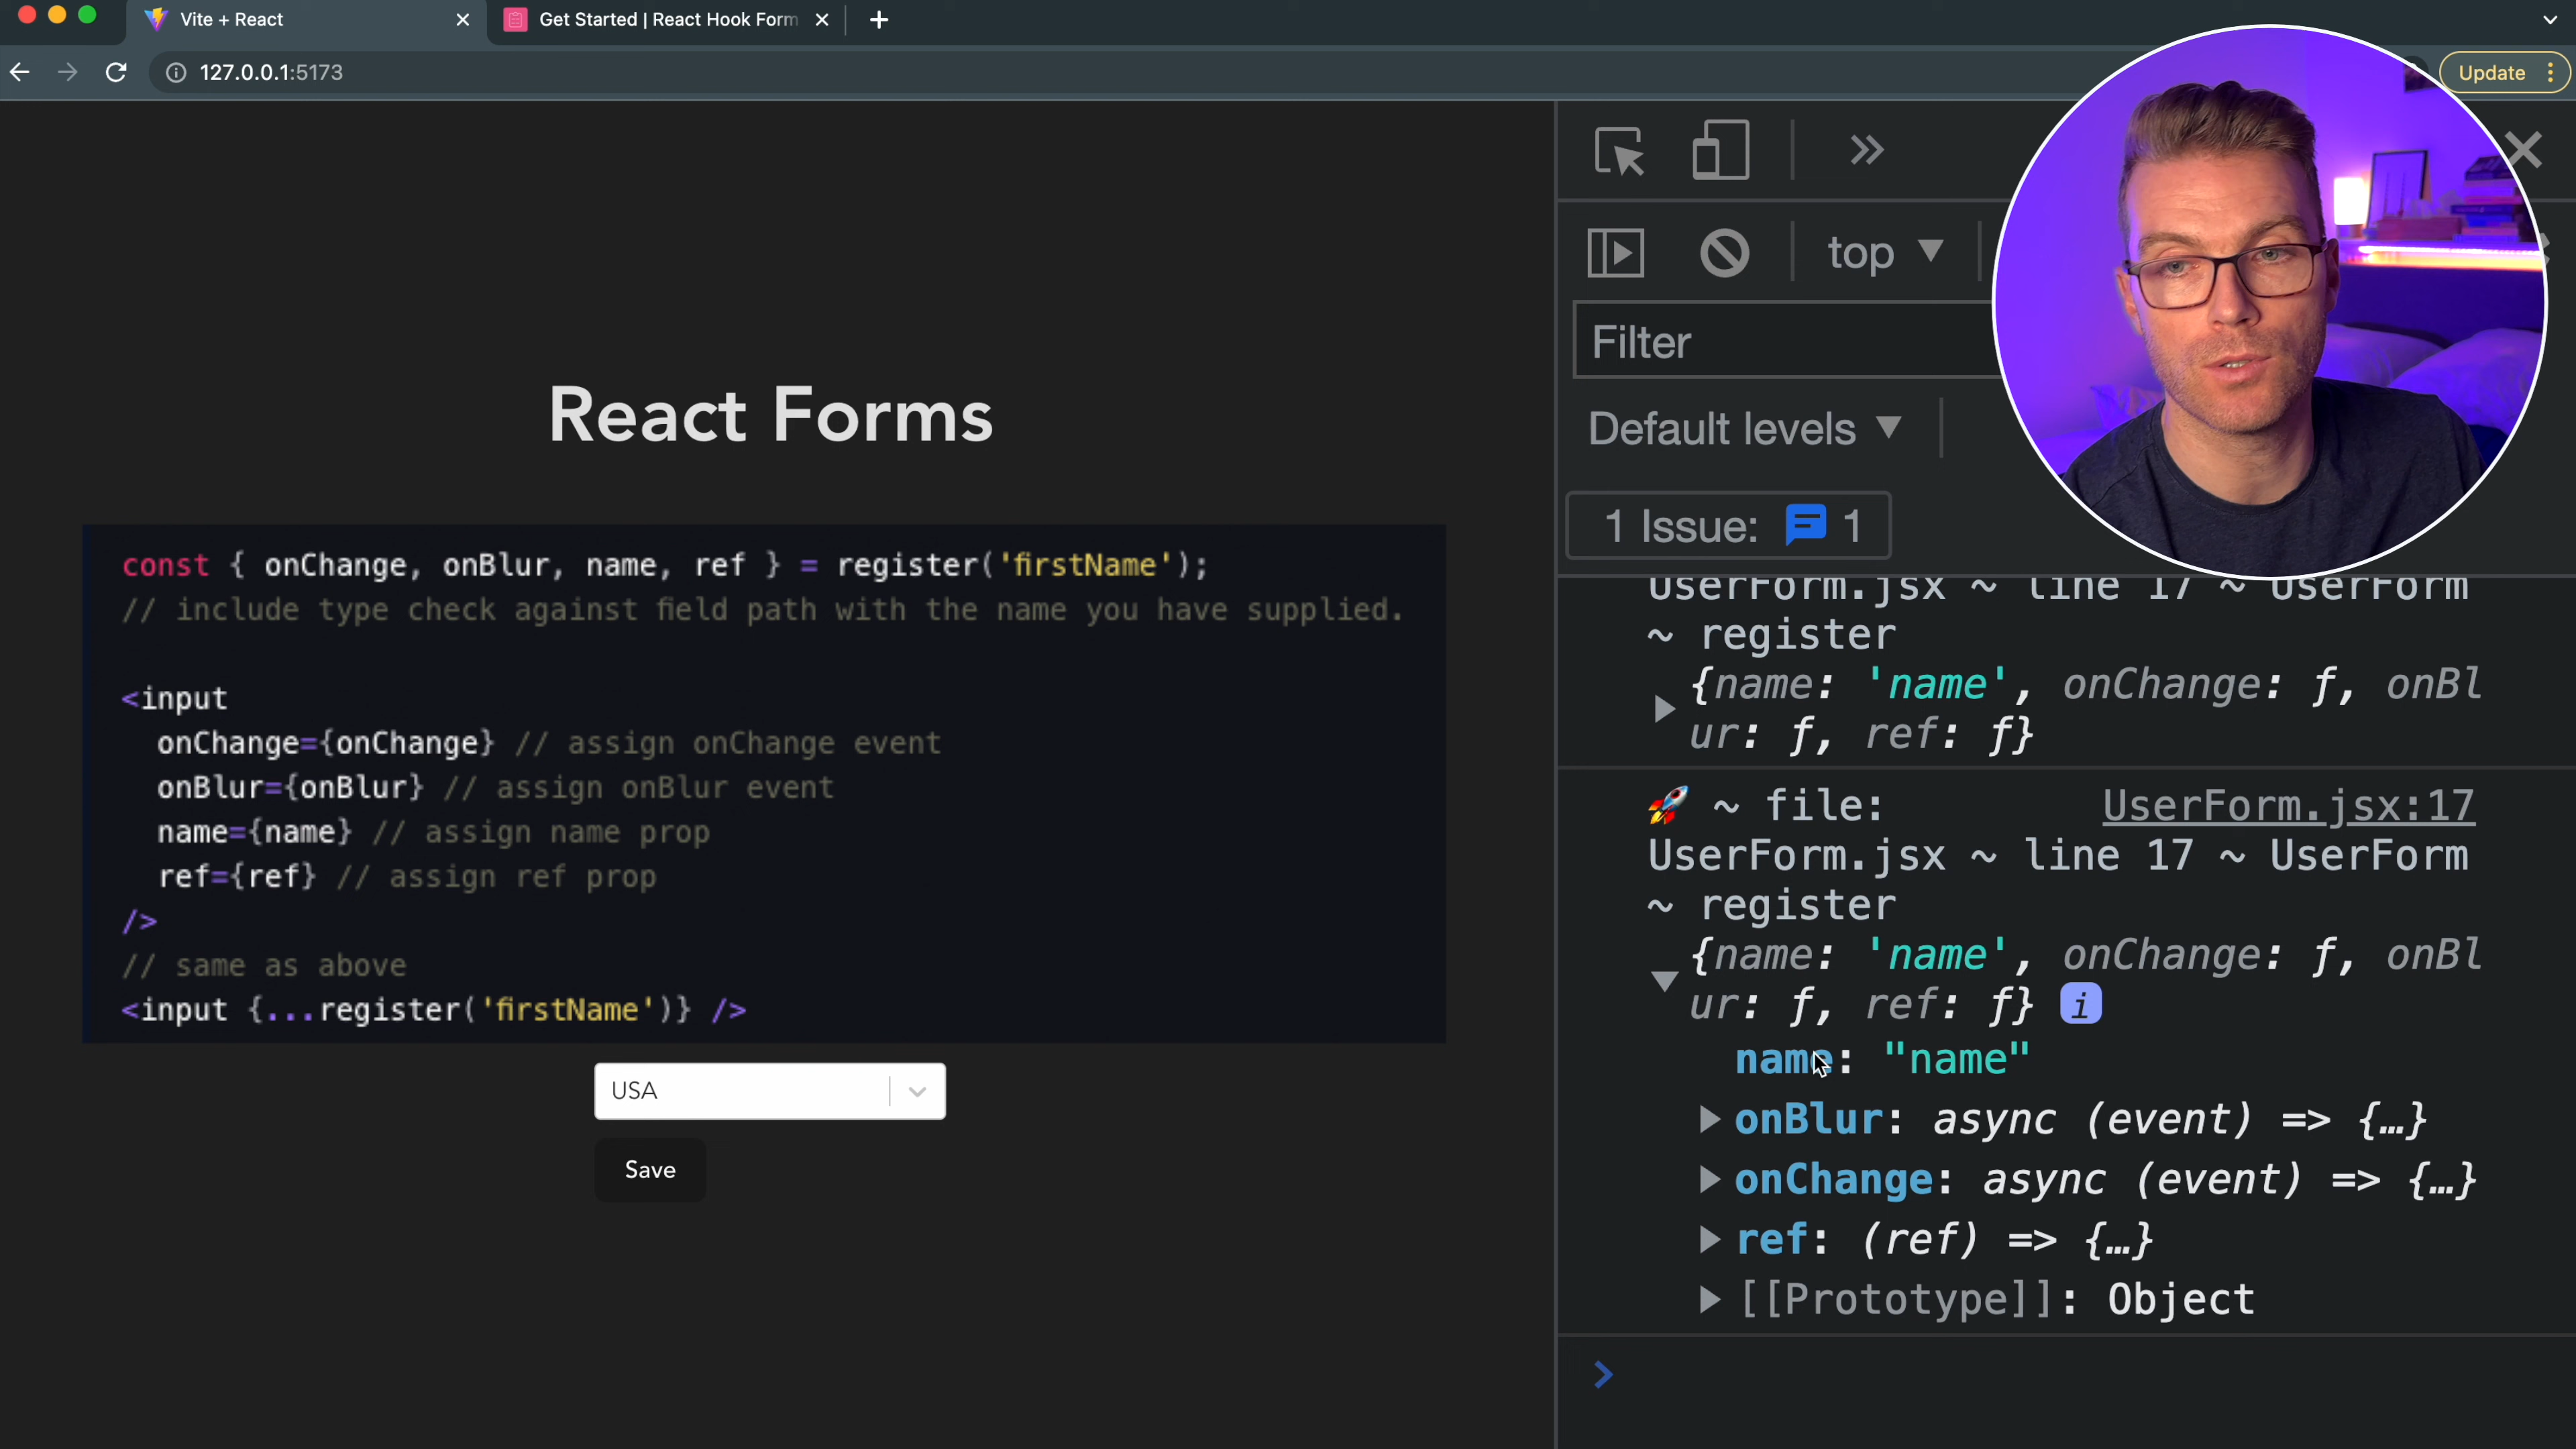 Vite + React
Get Started | React Hook Form
127.0.0.1:5173
Update
React Forms
const { onChange, onBlur, name, ref } = register('firstName');
// include type check against field path with the name you have supplied.
<input
onChange={onChange} // assign onChange event
onBlur={onBlur} // assign onBlur event
name={name} // assign name prop
ref={ref} // assign ref prop
/>
// same as above
<input {...register('firstName')} />
USA
Save
top
Filter
Default levels
1 Issue: 1
UserForm.jsx ~ line 17 ~ UserForm
~ register
{name: 'name', onChange: ƒ, onBl
ur: ƒ, ref: ƒ}
🚀 ~ file: UserForm.jsx:17
UserForm.jsx ~ line 17 ~ UserForm
~ register
{name: 'name', onChange: ƒ, onBl
ur: ƒ, ref: ƒ} i
name: "name"
onBlur: async (event) => {…}
onChange: async (event) => {…}
ref: (ref) => {…}
[[Prototype]]: Object